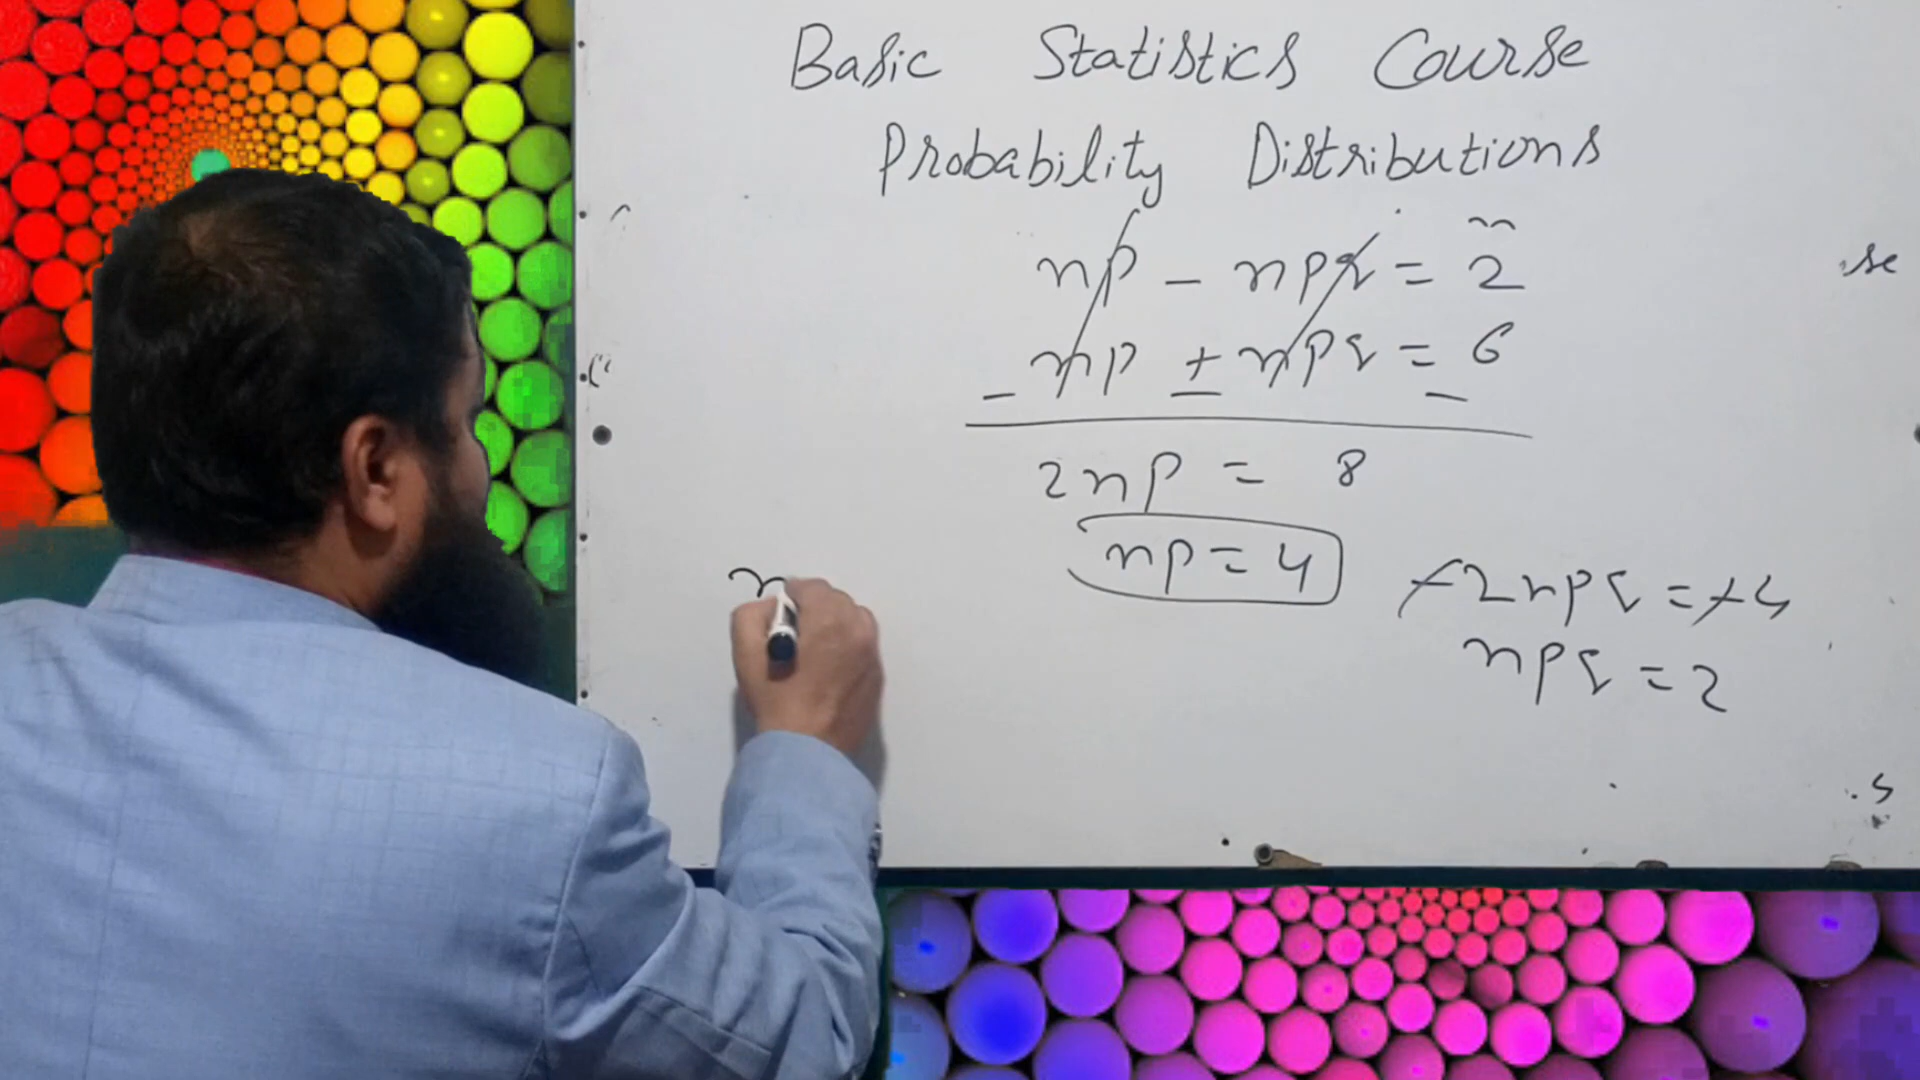 Basic Statistics Course
Probability Distributions
np - npq = 2
se
np ± npq = 6
- - -
2np = 8
np = 4
-2npq = -4
n
npq = 2